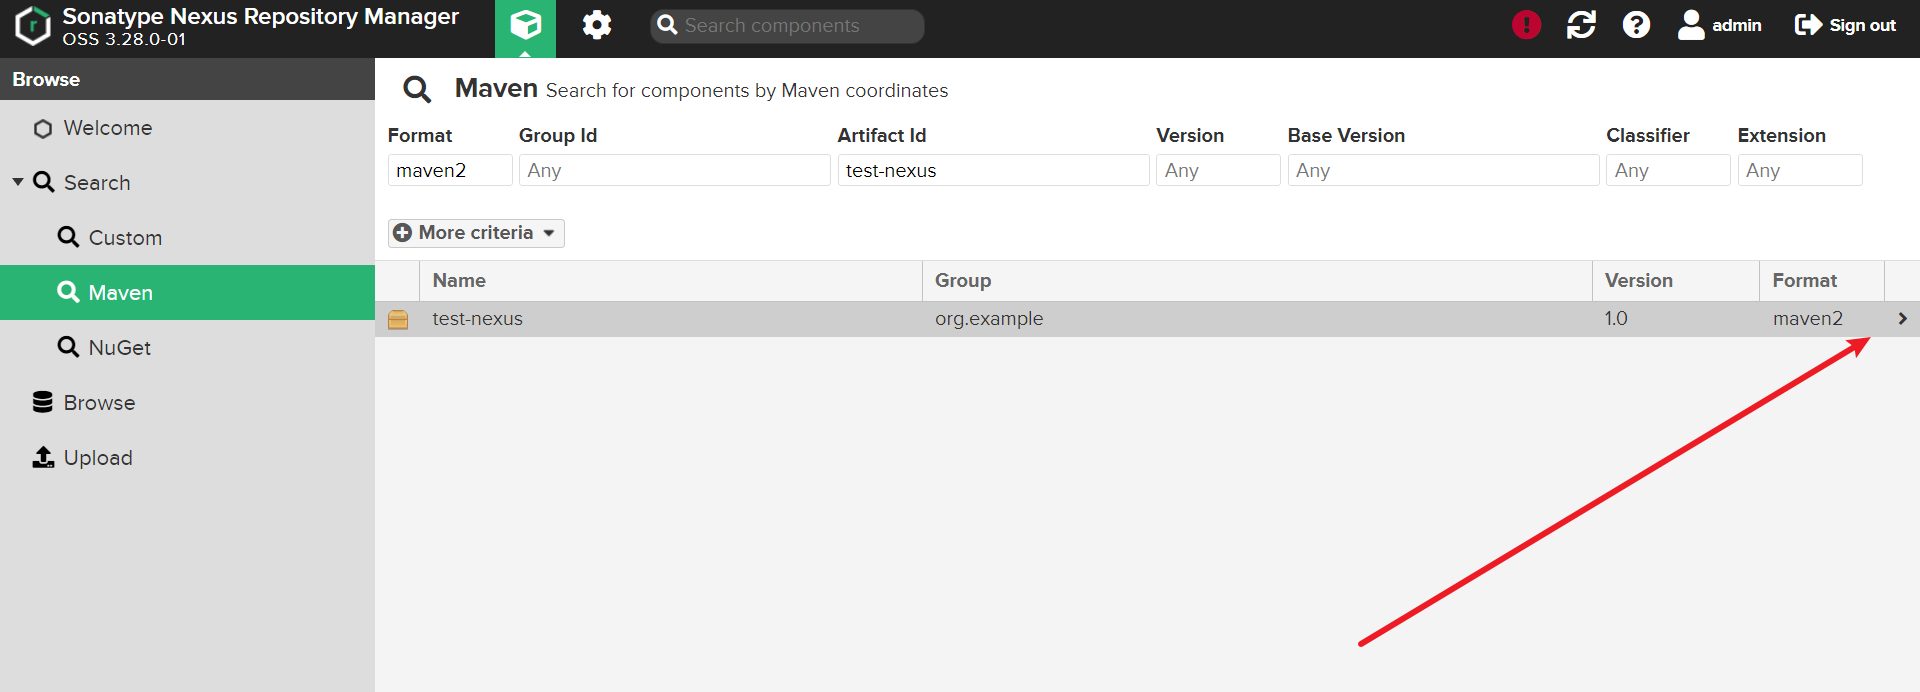 Sonatype Nexus Repository Manager
OSS 3.28.0-01
Search components
admin
Sign out
Browse
Welcome
Search
Custom
Maven
NuGet
Browse
Upload
Maven Search for components by Maven coordinates
Format Group Id Artifact Id Version Base Version Classifier Extension
maven2 Any test-nexus Any Any Any Any
More criteria
Name Group Version Format
test-nexus org.example 1.0 maven2